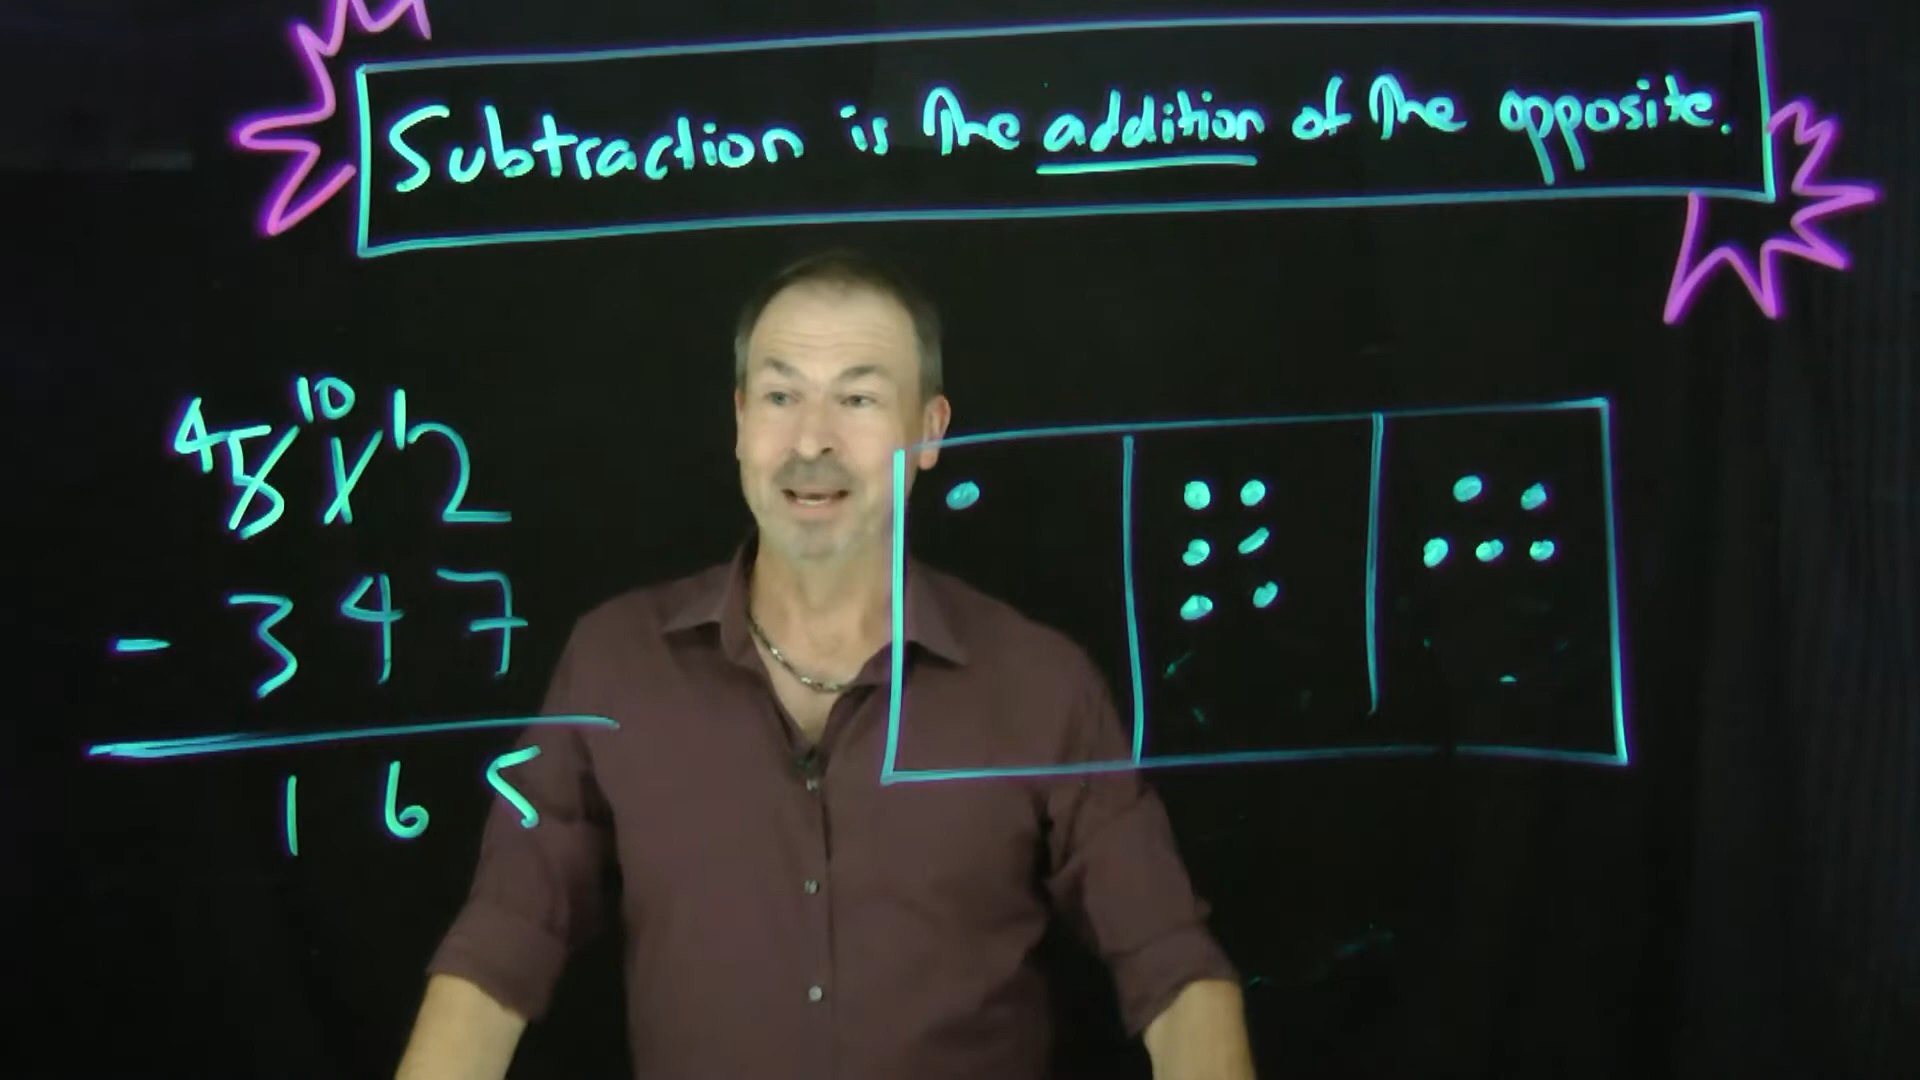 Subtraction is the addition of the opposite.
4 10 1
5 1 2
- 3 4 7
1 6 5